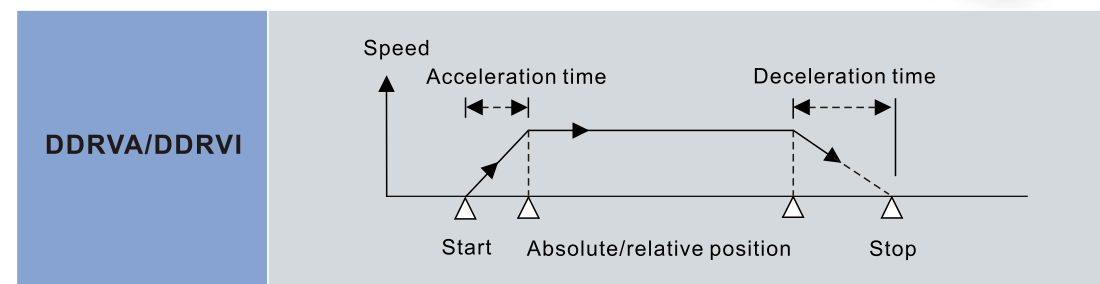 DDRVA/DDRVI
Speed
Acceleration time
Deceleration time
Start
Absolute/relative position
Stop